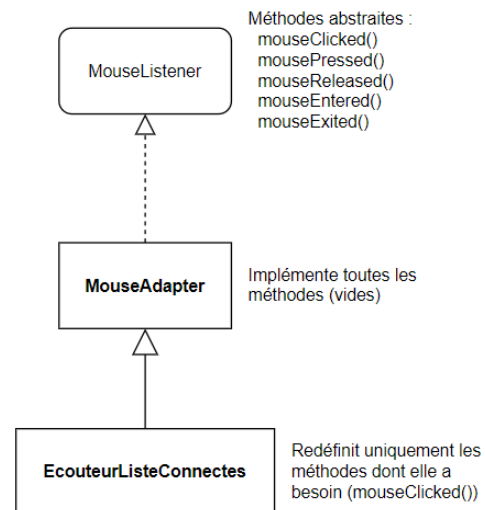 Méthodes abstraites :
mouseClicked()
mousePressed()
mouseReleased()
mouseEntered()
mouseExited()
MouseListener
MouseAdapter
Implémente toutes les
méthodes (vides)
EcouteurListeConnectes
Redéfinit uniquement les
méthodes dont elle a
besoin (mouseClicked())